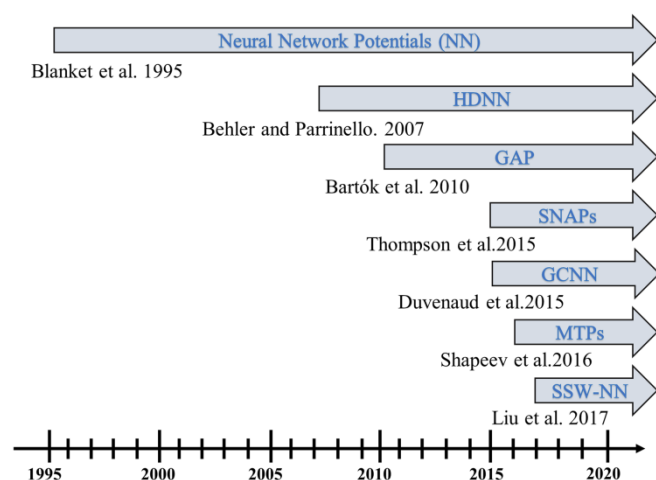 Neural Network Potentials (NN)
Blanket et al. 1995
HDNN
Behler and Parrinello. 2007
GAP
Bartók et al. 2010
SNAPs
Thompson et al.2015
GCNN
Duvenaud et al.2015
MTPs
Shapeev et al.2016
SSW-NN
Liu et al. 2017
1995 2000 2005 2010 2015 2020